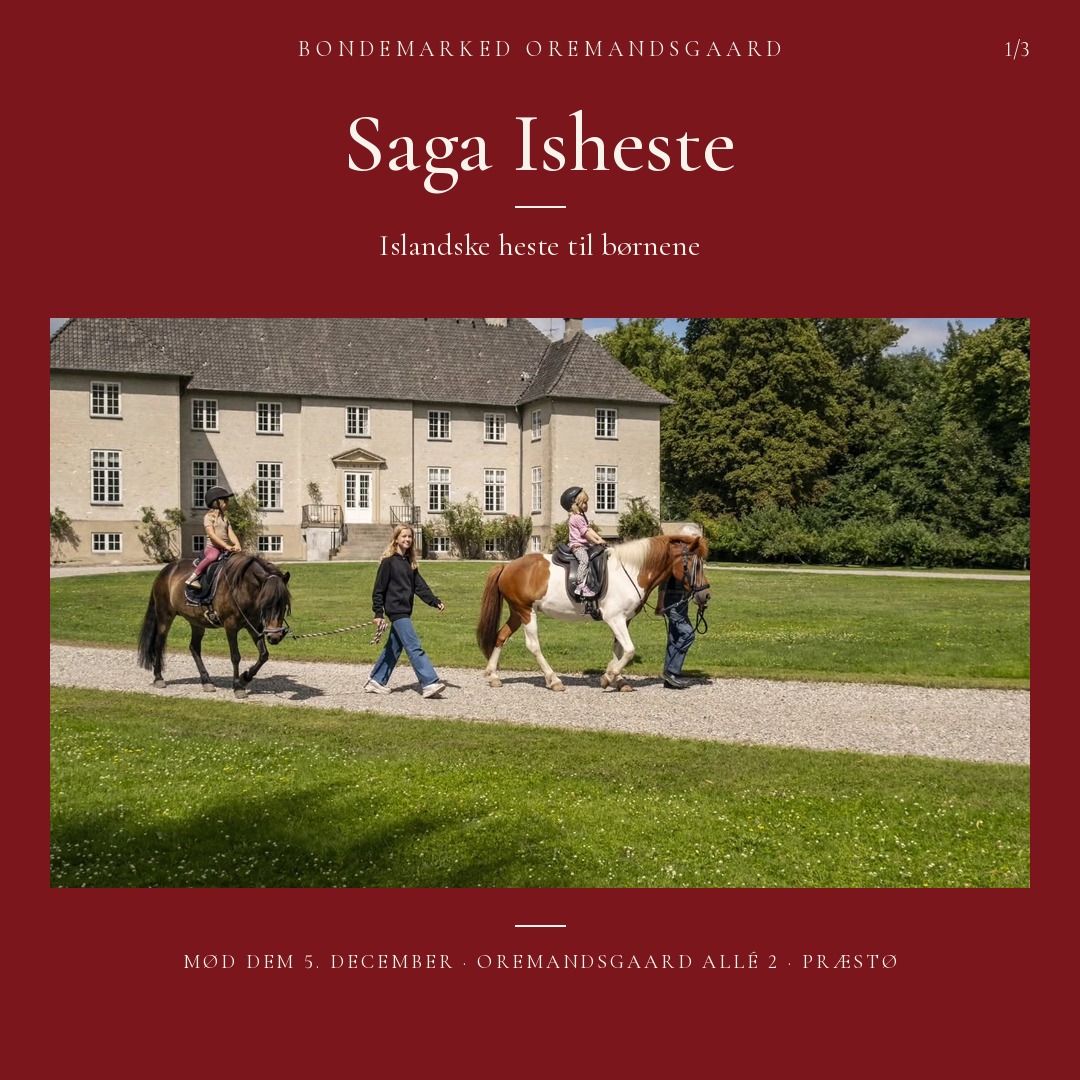 BONDEMARKED OREMANDSGAARD
1/3
Saga Isheste
Islandske heste til børnene
MØD DEM 5. DECEMBER · OREMANDSGAARD ALLÉ 2 · PRÆSTØ